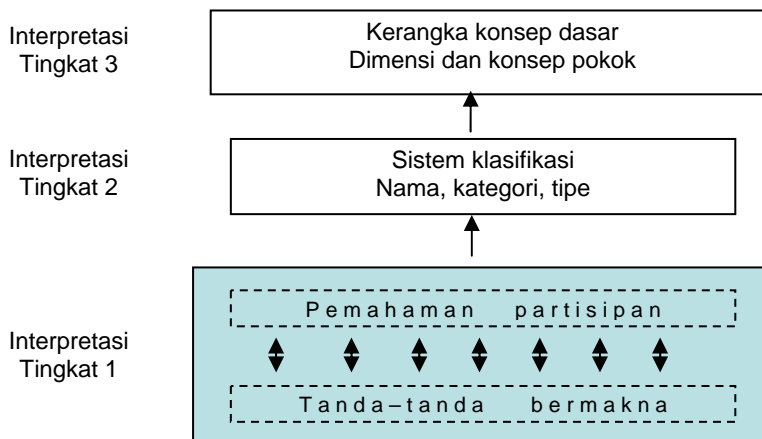 Interpretasi
Tingkat 3
Kerangka konsep dasar
Dimensi dan konsep pokok
Interpretasi
Tingkat 2
Sistem klasifikasi
Nama, kategori, tipe
Interpretasi
Tingkat 1
Pemahaman partisipan
Tanda–tanda bermakna